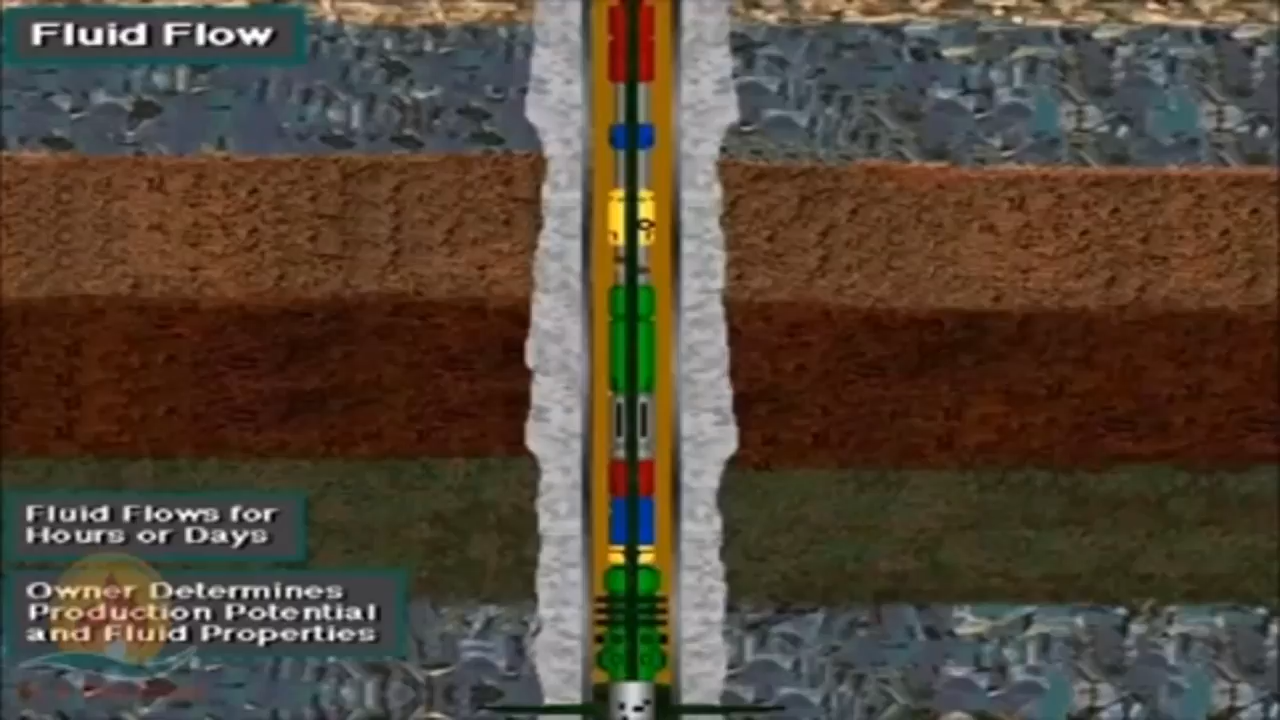 Fluid Flow
Fluid Flows for
Hours or Days
Owner Determines
Production Potential
and Fluid Properties